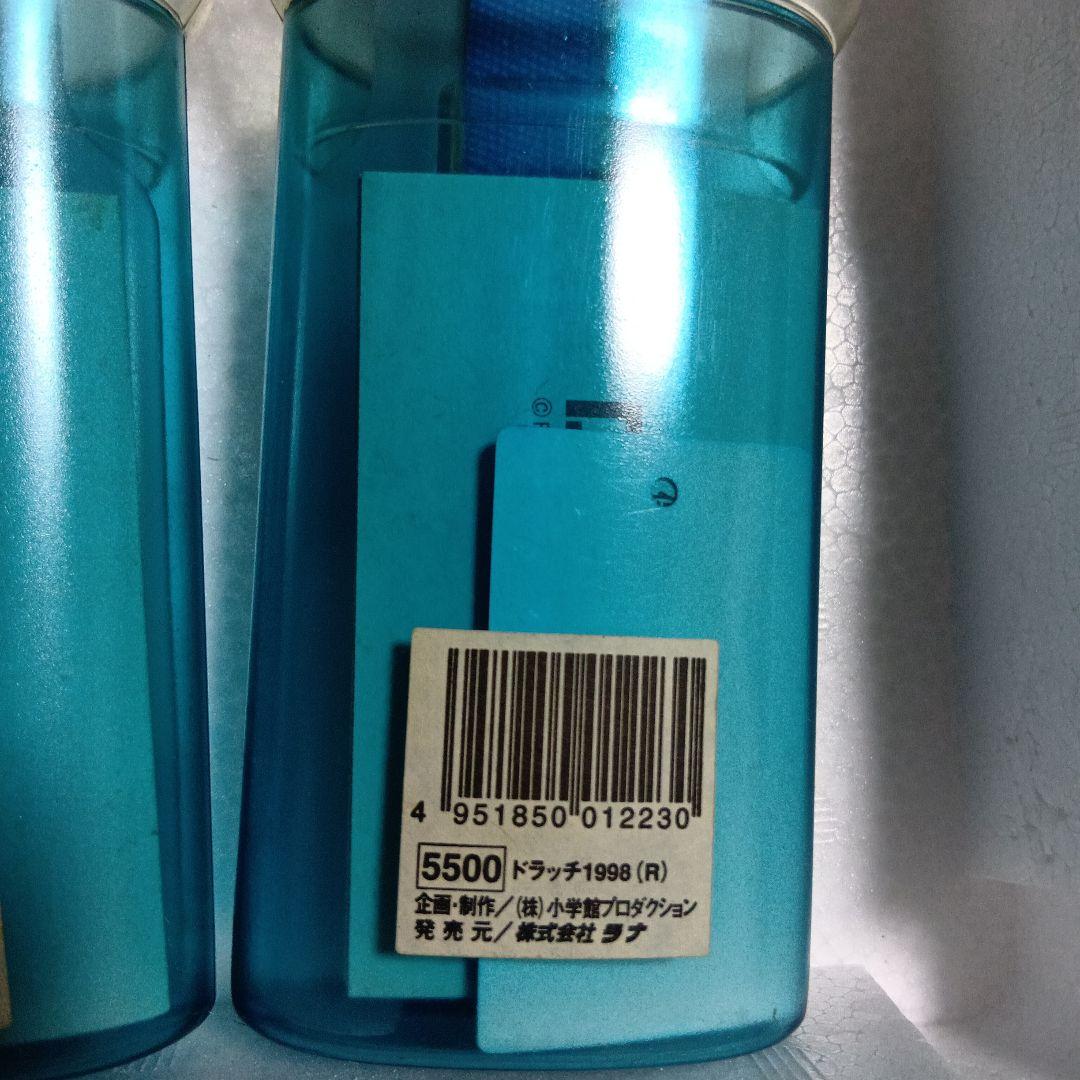 © F
4 951850 012230
5500 ドラッチ1998(R)
企画・制作/(株)小学館プロダクション
発売元/株式会社 ラナ